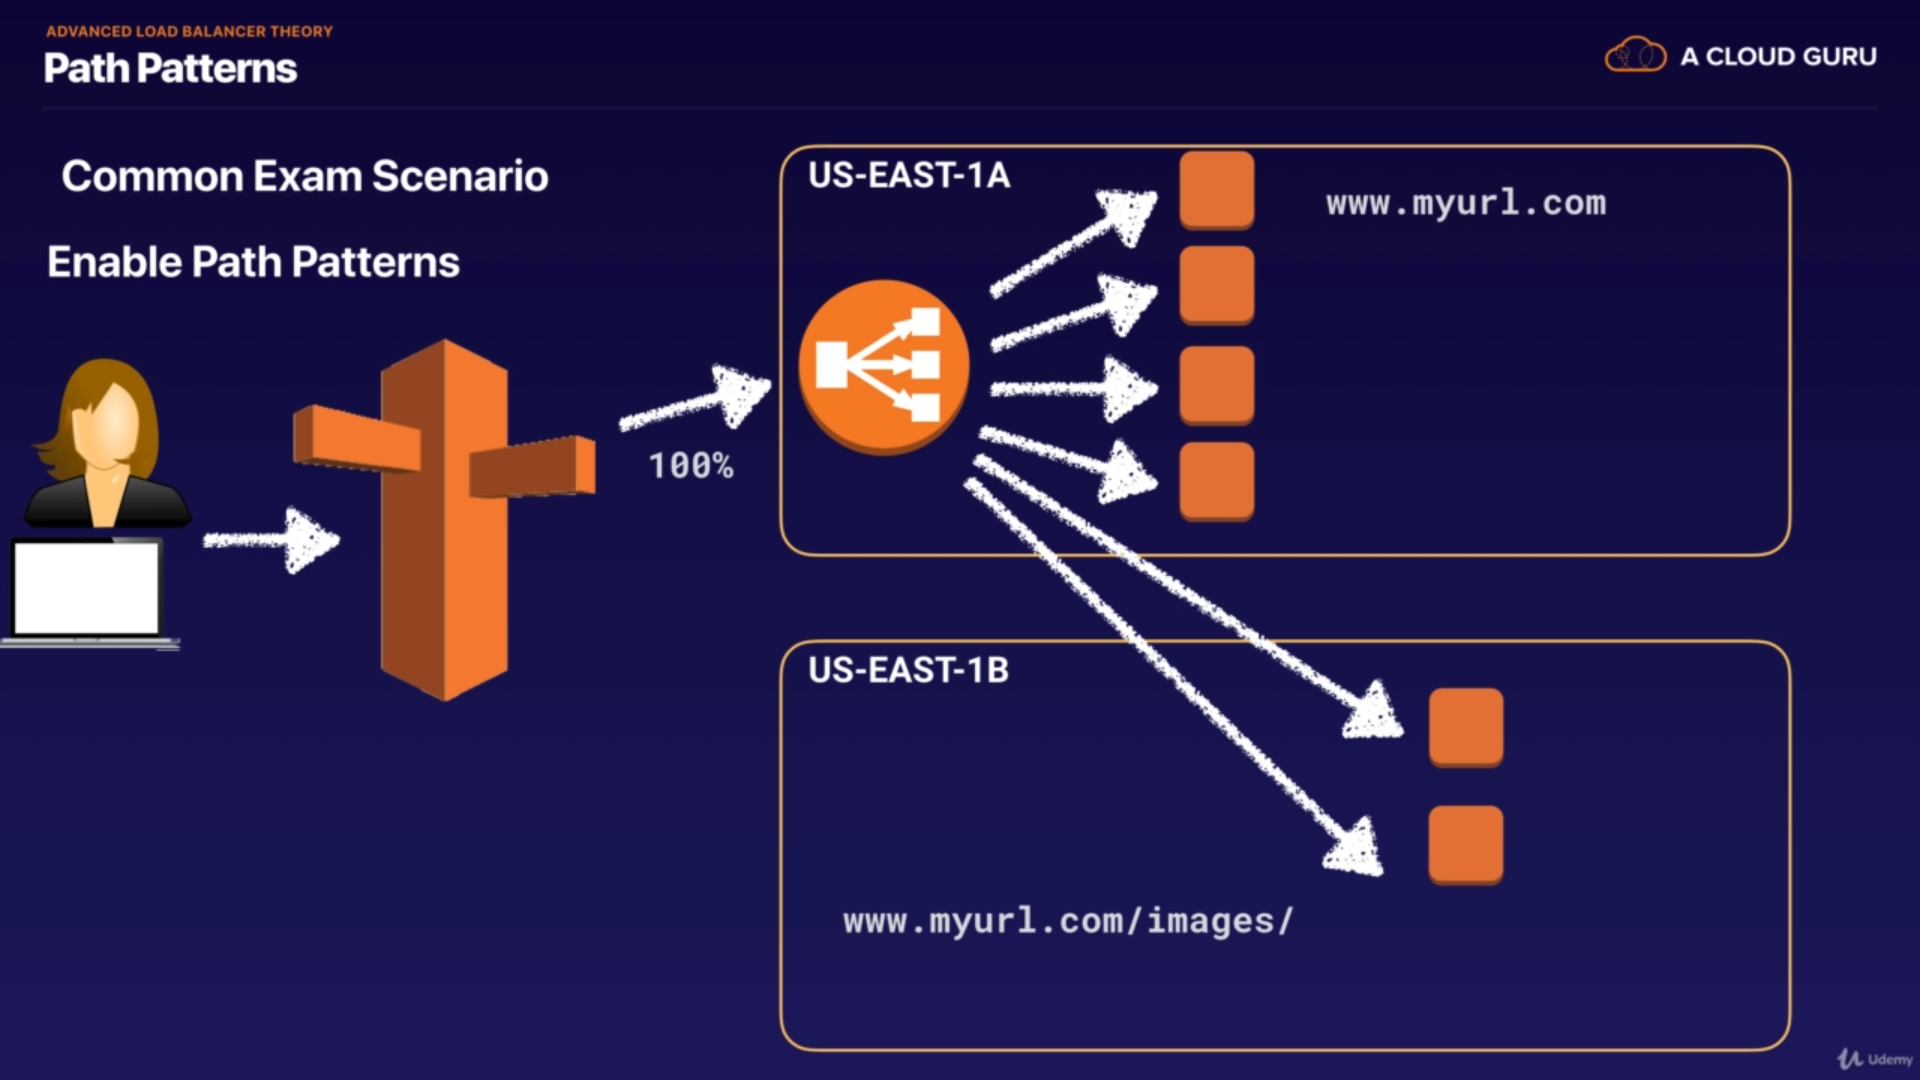 ADVANCED LOAD BALANCER THEORY
Path Patterns
A CLOUD GURU
Common Exam Scenario
Enable Path Patterns
100%
US-EAST-1A
www.myurl.com
US-EAST-1B
www.myurl.com/images/
Udemy